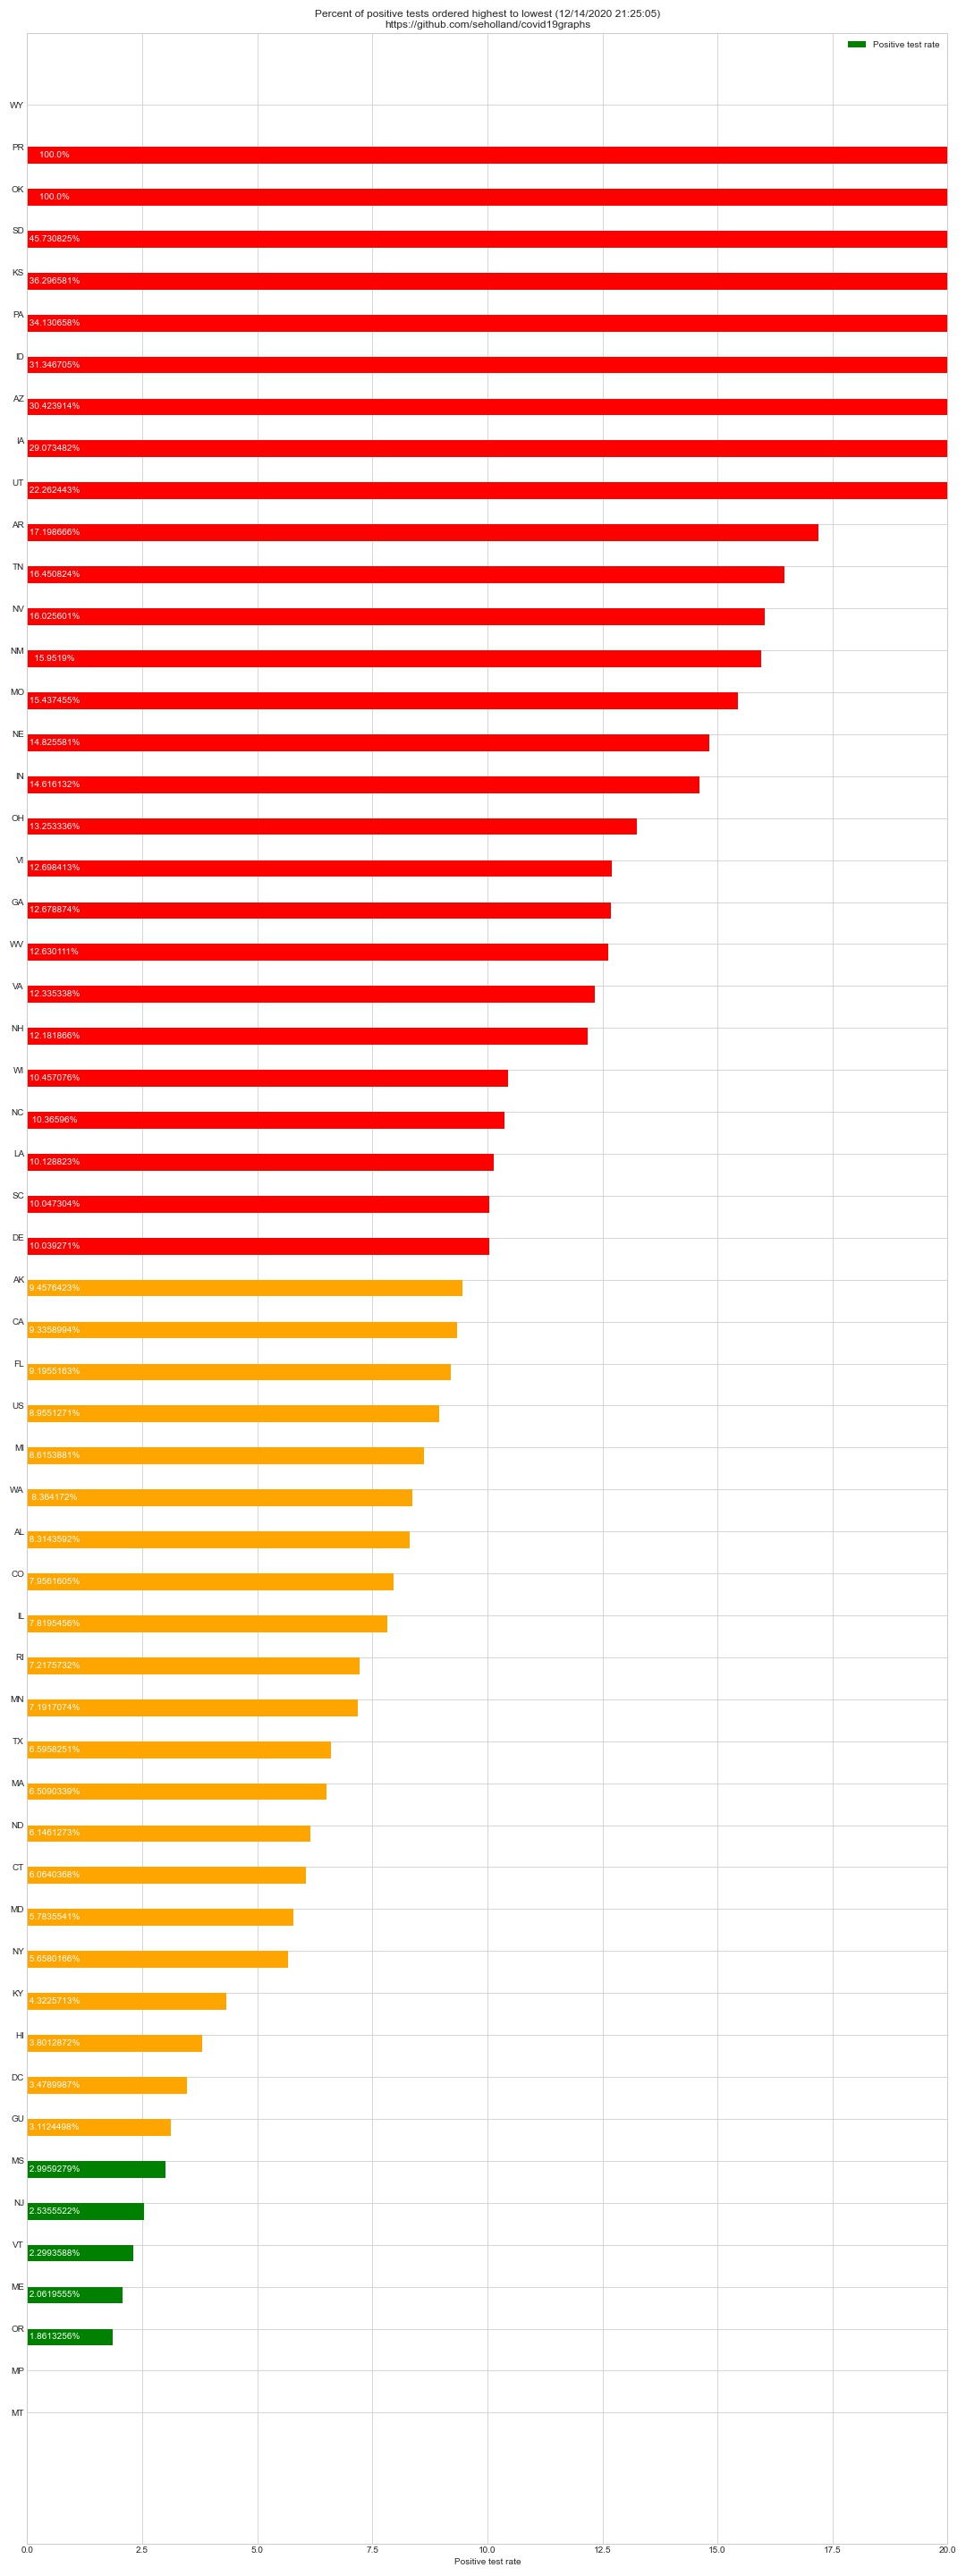 Percent of positive tests ordered highest to lowest (12/14/2020 21:25:05)
https://github.com/seholland/covid19graphs
Positive test rate
WY
PR 100.0%
OK 100.0%
SD 45.730825%
KS 36.296581%
PA 34.130658%
ID 31.346705%
AZ 30.423914%
IA 29.073482%
UT 22.262443%
AR 17.198666%
TN 16.450824%
NV 16.025601%
NM 15.9519%
MO 15.437455%
NE 14.825581%
IN 14.616132%
OH 13.253336%
VI 12.698413%
GA 12.678874%
WV 12.630111%
VA 12.335338%
NH 12.181866%
WI 10.457076%
NC 10.36596%
LA 10.128823%
SC 10.047304%
DE 10.039271%
AK 9.4576423%
CA 9.3358994%
FL 9.1955163%
US 8.9551271%
MI 8.6153881%
WA 8.364172%
AL 8.3143592%
CO 7.9561605%
IL 7.8195456%
RI 7.2175732%
MN 7.1917074%
TX 6.5958251%
MA 6.5090339%
ND 6.1461273%
CT 6.0640368%
MD 5.7835541%
NY 5.6580166%
KY 4.3225713%
HI 3.8012872%
DC 3.4789987%
GU 3.1124498%
MS 2.9959279%
NJ 2.5355522%
VT 2.2993588%
ME 2.0619555%
OR 1.8613256%
MP
MT
0.0 2.5 5.0 7.5 10.0 12.5 15.0 17.5 20.0
Positive test rate